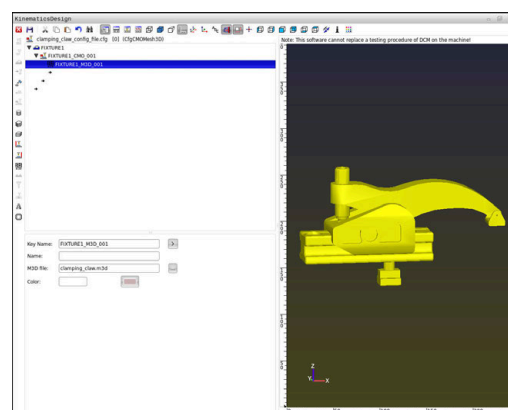 KinematicsDesign
clamping_claw_config_file.cfg [0] (CfgCMOMesh3D)
Note: This software cannot replace a testing procedure of DCM on the machine!
FIXTURE1
FIXTURE1_CMO_001
FIXTURE1_M3D_001
Key Name: FIXTURE1_M3D_001 >
Name:
M3D file: clamping_claw.m3d ...
Color:
Z
Y X